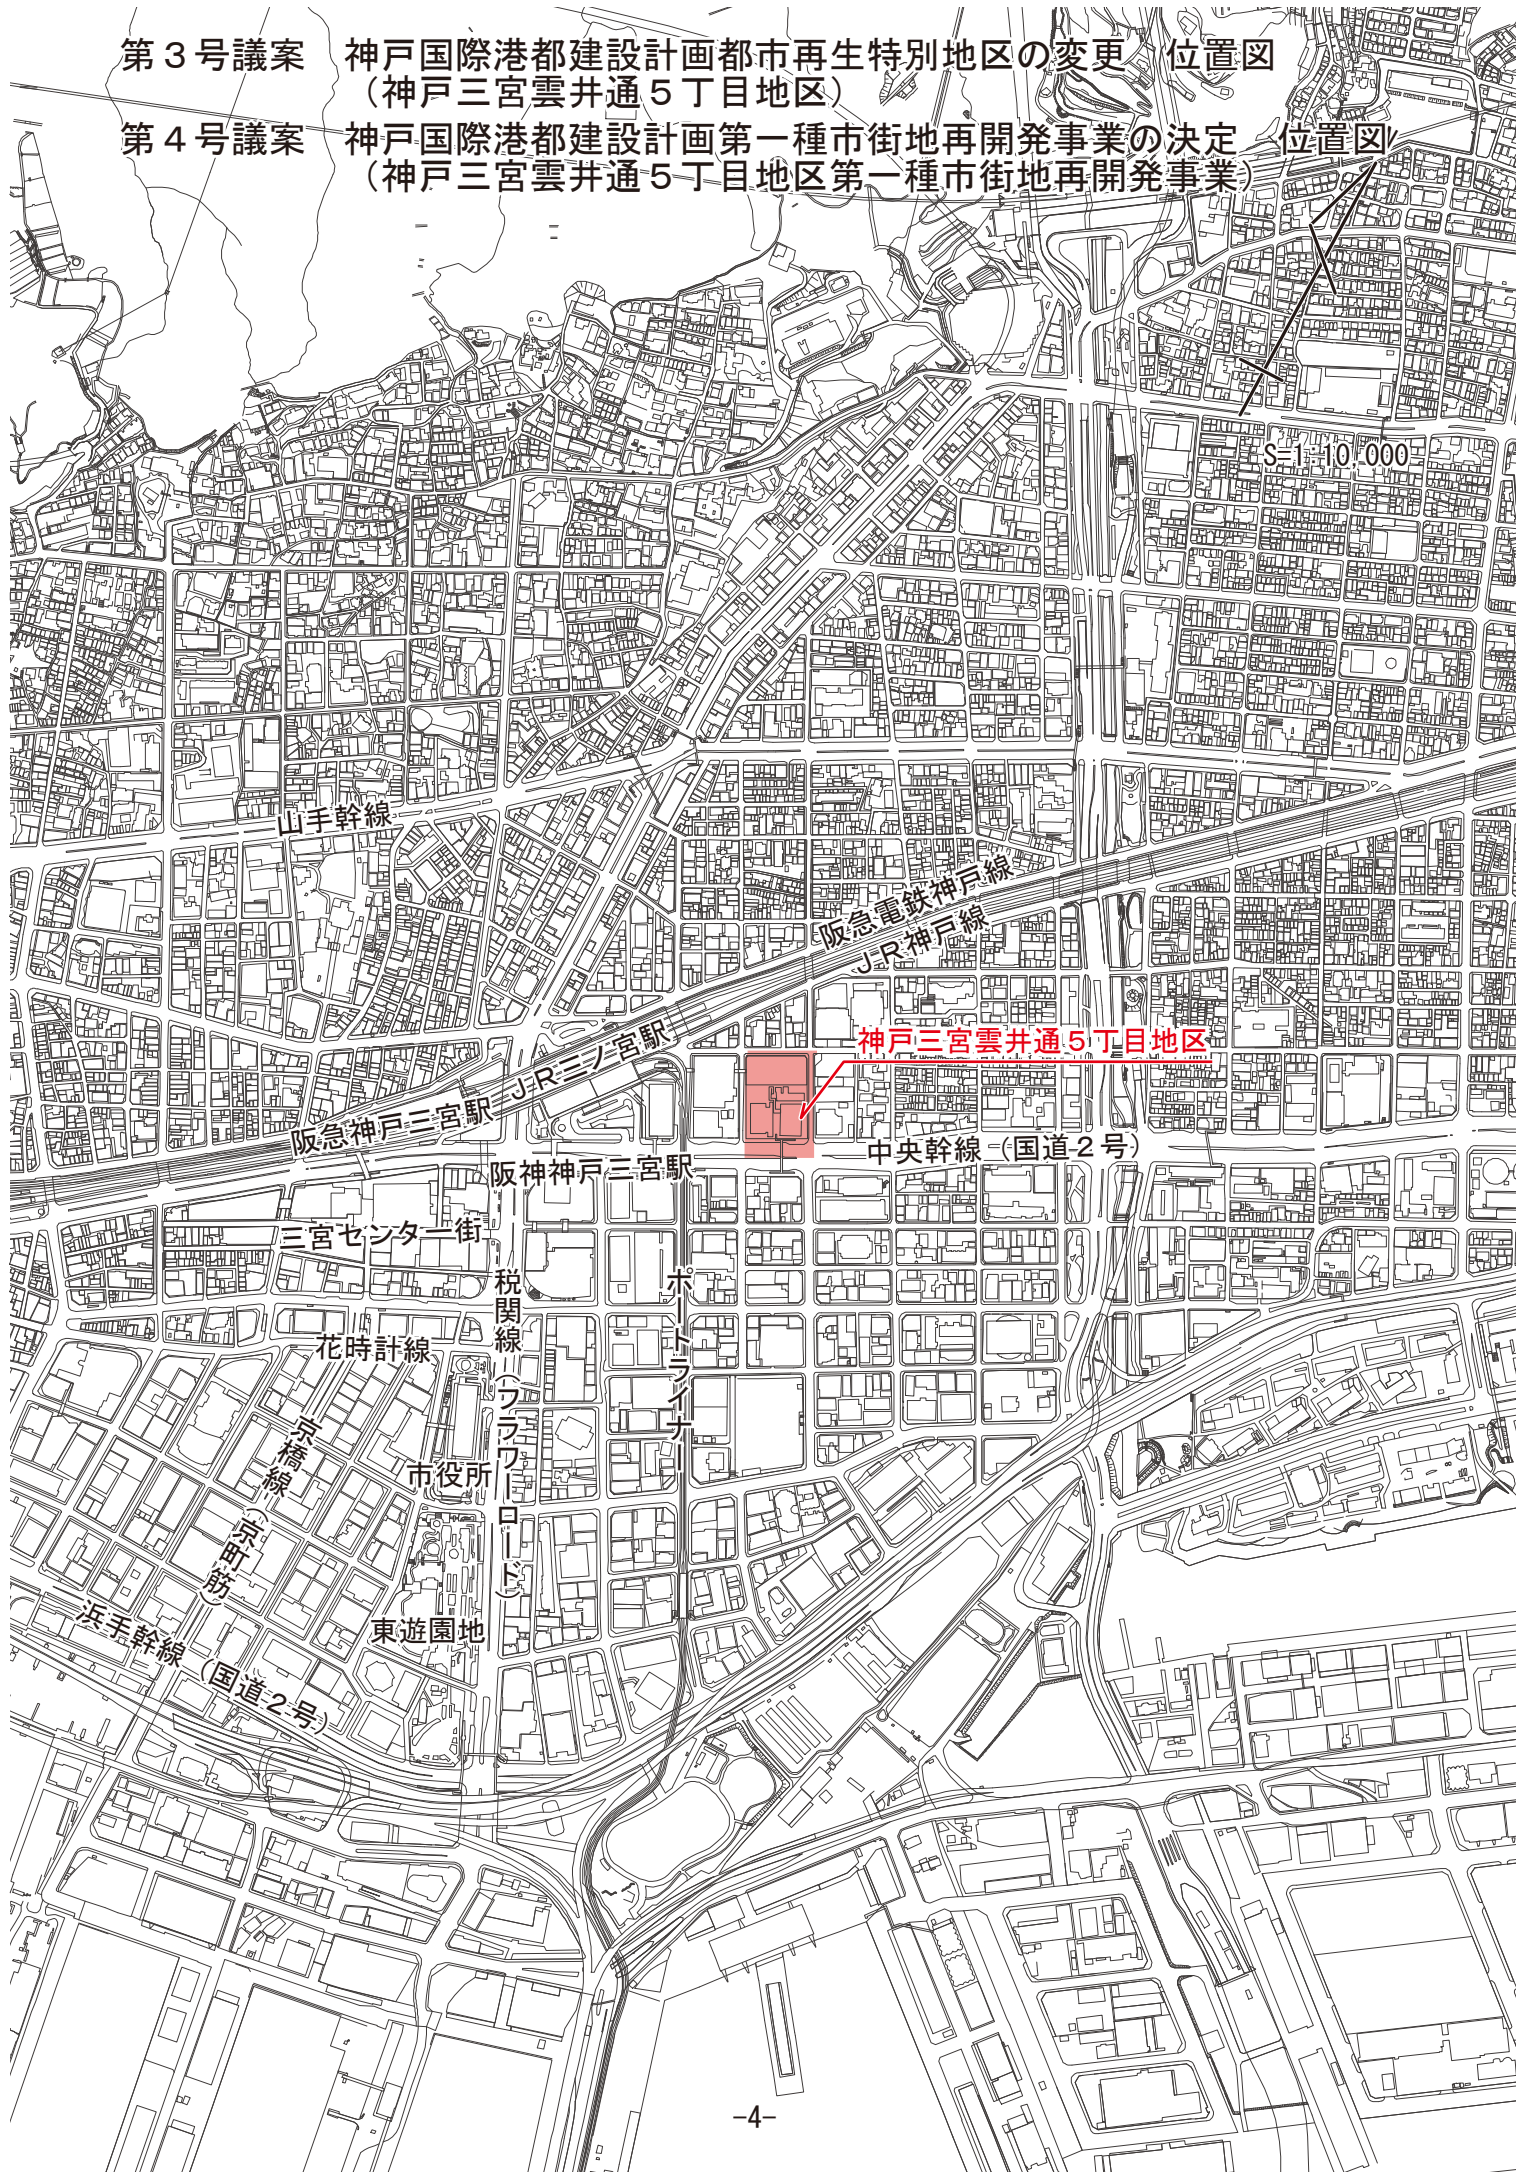 第３号議案　神戸国際港都建設計画都市再生特別地区の変更　位置図
（神戸三宮雲井通５丁目地区）
第４号議案　神戸国際港都建設計画第一種市街地再開発事業の決定　位置図
（神戸三宮雲井通５丁目地区第一種市街地再開発事業）
S=1:10,000
山手幹線
阪急電鉄神戸線
ＪＲ神戸線
神戸三宮雲井通５丁目地区
ＪＲ三ノ宮駅
阪急神戸三宮駅
中央幹線（国道２号）
阪神神戸三宮駅
三宮センター街
税関線（フラワーロード）
ポートライナー
花時計線
京橋線（京町筋）
市役所
東遊園地
浜手幹線（国道２号）
-4-